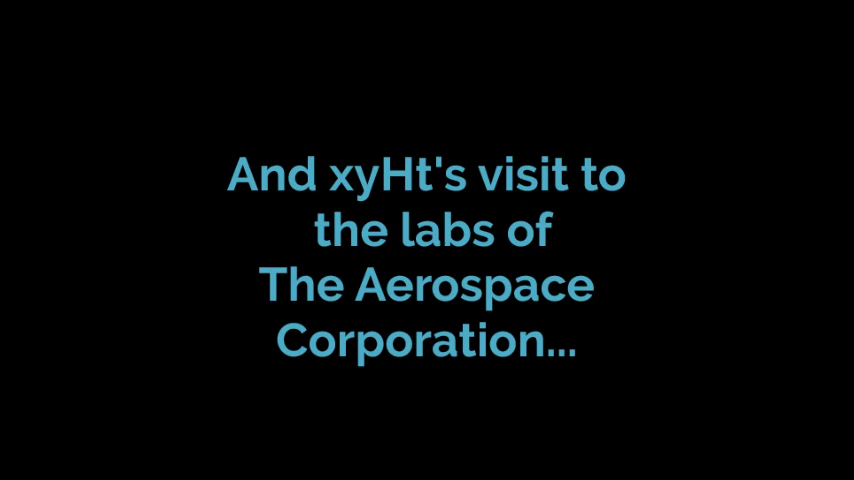 And xyHt's visit to
the labs of
The Aerospace
Corporation...